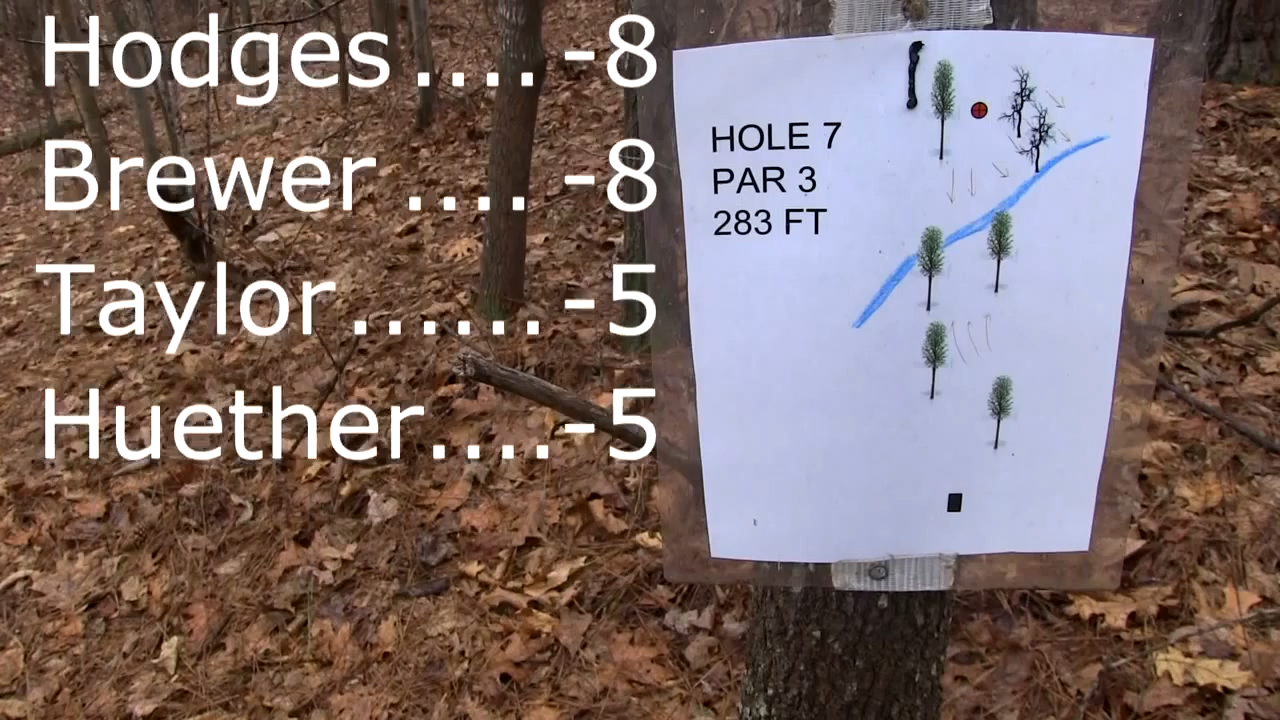 Hodges....-8
Brewer....-8
Taylor......-5
Huether....-5
HOLE 7
PAR 3
283 FT